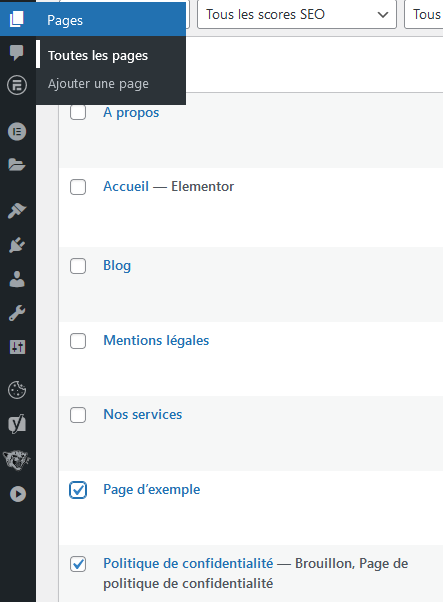 Pages
Tous les scores SEO
Tous
Toutes les pages
Ajouter une page
A propos
Accueil — Elementor
Blog
Mentions légales
Nos services
Page d’exemple
Politique de confidentialité — Brouillon, Page de
politique de confidentialité